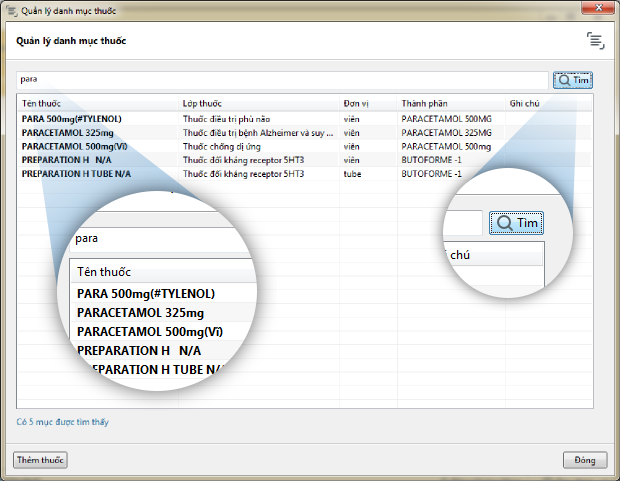 Quản lý danh mục thuốc
Quản lý danh mục thuốc
para
Tìm
Tên thuốc Lớp thuốc Đơn vị Thành phần Ghi chú
PARA 500mg(#TYLENOL) Thuốc điều trị phù não viên PARACETAMOL 500MG
PARACETAMOL 325mg Thuốc điều trị bệnh Alzheimer và suy ... viên PARACETAMOL 325MG
PARACETAMOL 500mg(Vi) Thuốc chống dị ứng viên PARACETAMOL 500mg
PREPARATION H N/A Thuốc đối kháng receptor 5HT3 viên BUTOFORME -1
PREPARATION H TUBE N/A Thuốc đối kháng receptor 5HT3 tube BUTOFORME -1
Tìm
chú
para
Tên thuốc
PARA 500mg(#TYLENOL)
PARACETAMOL 325mg
PARACETAMOL 500mg(Vi)
PREPARATION H N/A
PREPARATION H TUBE N/A
Có 5 mục được tìm thấy
Thêm thuốc
Đóng